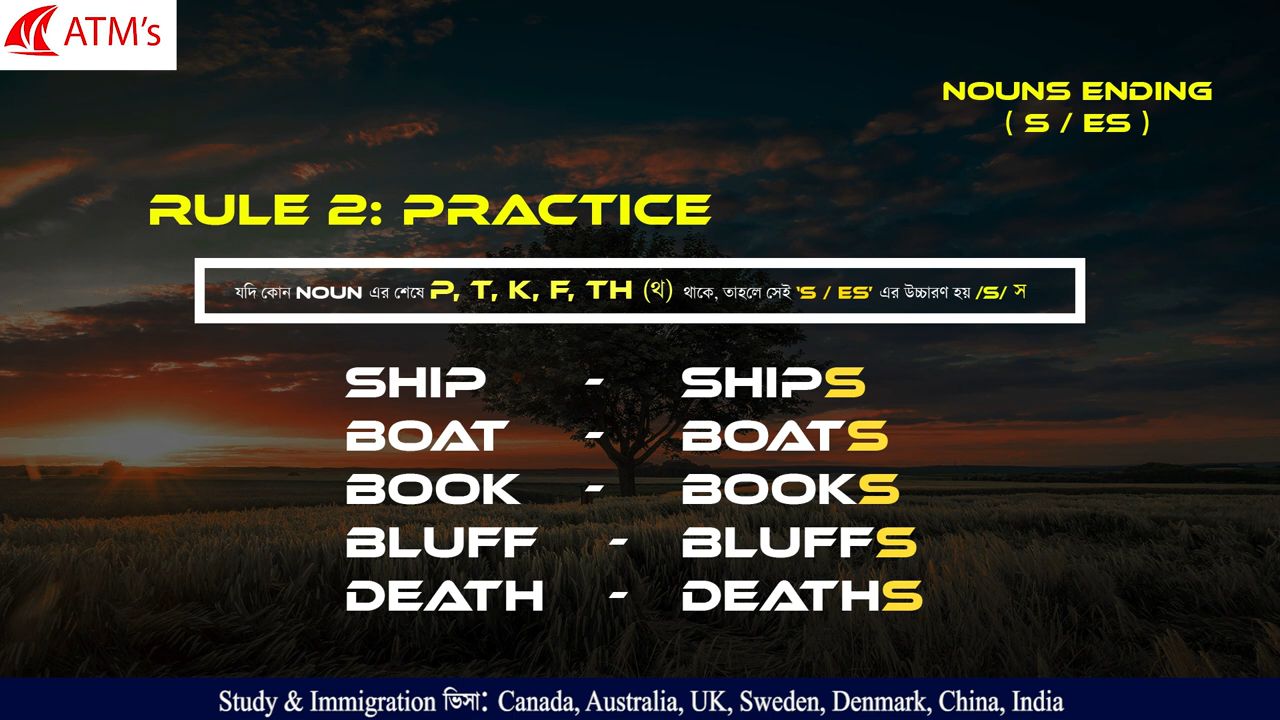 ATM's
NOUNS ENDING
( S / ES )
RULE 2: PRACTICE
যদি কোন NOUN এর শেষে P, T, K, F, TH (থ) থাকে, তাহলে সেই 'S / ES' এর উচ্চারণ হয় /S/ স
SHIP - SHIPS
BOAT - BOATS
BOOK - BOOKS
BLUFF - BLUFFS
DEATH - DEATHS
Study & Immigration ভিসা: Canada, Australia, UK, Sweden, Denmark, China, India